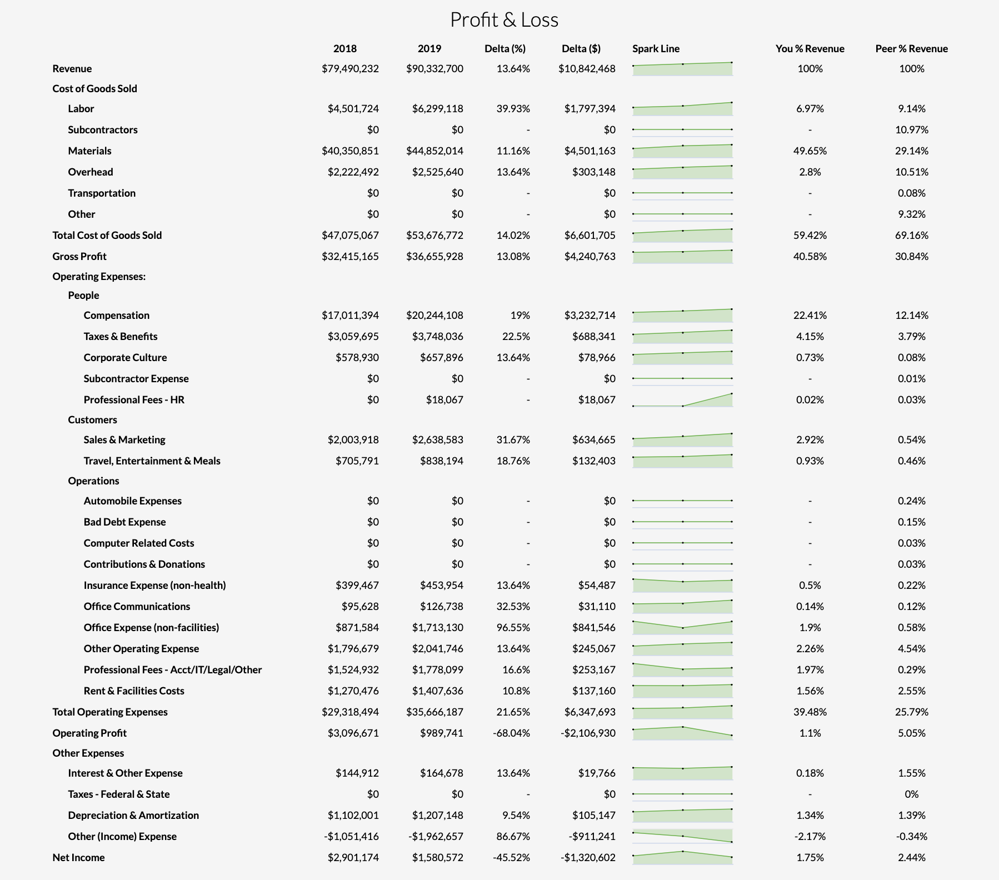 Profit & Loss
2018 2019 Delta (%) Delta ($) Spark Line You % Revenue Peer % Revenue
Revenue $79,490,232 $90,332,700 13.64% $10,842,468 100% 100%
Cost of Goods Sold
Labor $4,501,724 $6,299,118 39.93% $1,797,394 6.97% 9.14%
Subcontractors $0 $0 - $0 - 10.97%
Materials $40,350,851 $44,852,014 11.16% $4,501,163 49.65% 29.14%
Overhead $2,222,492 $2,525,640 13.64% $303,148 2.8% 10.51%
Transportation $0 $0 - $0 - 0.08%
Other $0 $0 - $0 - 9.32%
Total Cost of Goods Sold $47,075,067 $53,676,772 14.02% $6,601,705 59.42% 69.16%
Gross Profit $32,415,165 $36,655,928 13.08% $4,240,763 40.58% 30.84%
Operating Expenses:
People
Compensation $17,011,394 $20,244,108 19% $3,232,714 22.41% 12.14%
Taxes & Benefits $3,059,695 $3,748,036 22.5% $688,341 4.15% 3.79%
Corporate Culture $578,930 $657,896 13.64% $78,966 0.73% 0.08%
Subcontractor Expense $0 $0 - $0 - 0.01%
Professional Fees - HR $0 $18,067 - $18,067 0.02% 0.03%
Customers
Sales & Marketing $2,003,918 $2,638,583 31.67% $634,665 2.92% 0.54%
Travel, Entertainment & Meals $705,791 $838,194 18.76% $132,403 0.93% 0.46%
Operations
Automobile Expenses $0 $0 - $0 - 0.24%
Bad Debt Expense $0 $0 - $0 - 0.15%
Computer Related Costs $0 $0 - $0 - 0.03%
Contributions & Donations $0 $0 - $0 - 0.03%
Insurance Expense (non-health) $399,467 $453,954 13.64% $54,487 0.5% 0.22%
Office Communications $95,628 $126,738 32.53% $31,110 0.14% 0.12%
Office Expense (non-facilities) $871,584 $1,713,130 96.55% $841,546 1.9% 0.58%
Other Operating Expense $1,796,679 $2,041,746 13.64% $245,067 2.26% 4.54%
Professional Fees - Acct/IT/Legal/Other $1,524,932 $1,778,099 16.6% $253,167 1.97% 0.29%
Rent & Facilities Costs $1,270,476 $1,407,636 10.8% $137,160 1.56% 2.55%
Total Operating Expenses $29,318,494 $35,666,187 21.65% $6,347,693 39.48% 25.79%
Operating Profit $3,096,671 $989,741 -68.04% -$2,106,930 1.1% 5.05%
Other Expenses
Interest & Other Expense $144,912 $164,678 13.64% $19,766 0.18% 1.55%
Taxes - Federal & State $0 $0 - $0 - 0%
Depreciation & Amortization $1,102,001 $1,207,148 9.54% $105,147 1.34% 1.39%
Other (Income) Expense -$1,051,416 -$1,962,657 86.67% -$911,241 -2.17% -0.34%
Net Income $2,901,174 $1,580,572 -45.52% -$1,320,602 1.75% 2.44%